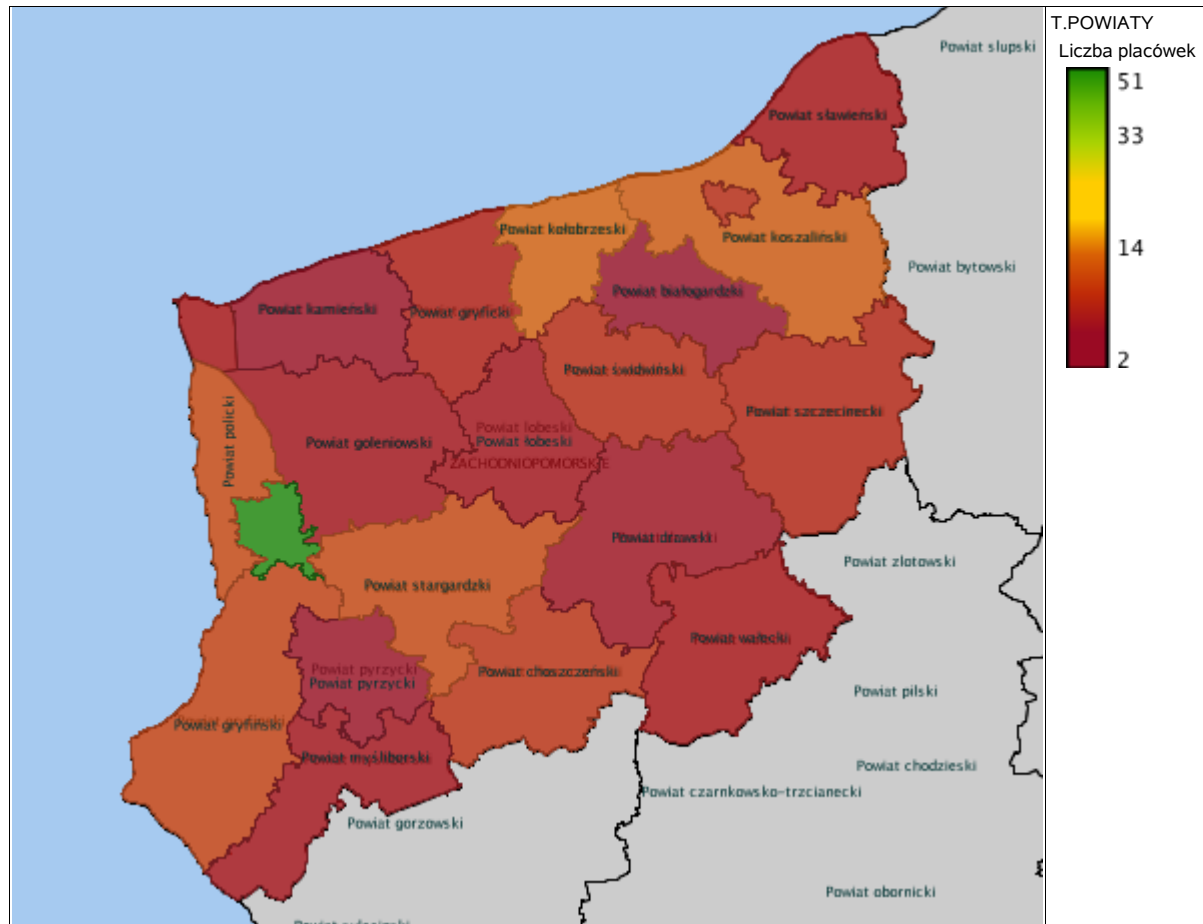 T.POWIATY
Liczba placówek
51
33
14
2
Powiat slupski
Powiat sławieński
Powiat kołobrzeski
Powiat koszaliński
Powiat bytowski
Powiat białogardzki
Powiat kamieński
Powiat gryficki
Powiat świdwiński
Powiat szczecinecki
Powiat policki
Powiat goleniowski
Powiat lobeski
Powiat łobeski
ZACHODNIOPOMORSKIE
Powiat drawski
Powiat zlotowski
Powiat stargardzki
Powiat wałecki
Powiat pyrzycki
Powiat pyrzycki
Powiat choszczeński
Powiat pilski
Powiat gryfiński
Powiat myśliborski
Powiat chodzieski
Powiat czarnkowsko-trzcianecki
Powiat gorzowski
Powiat obornicki